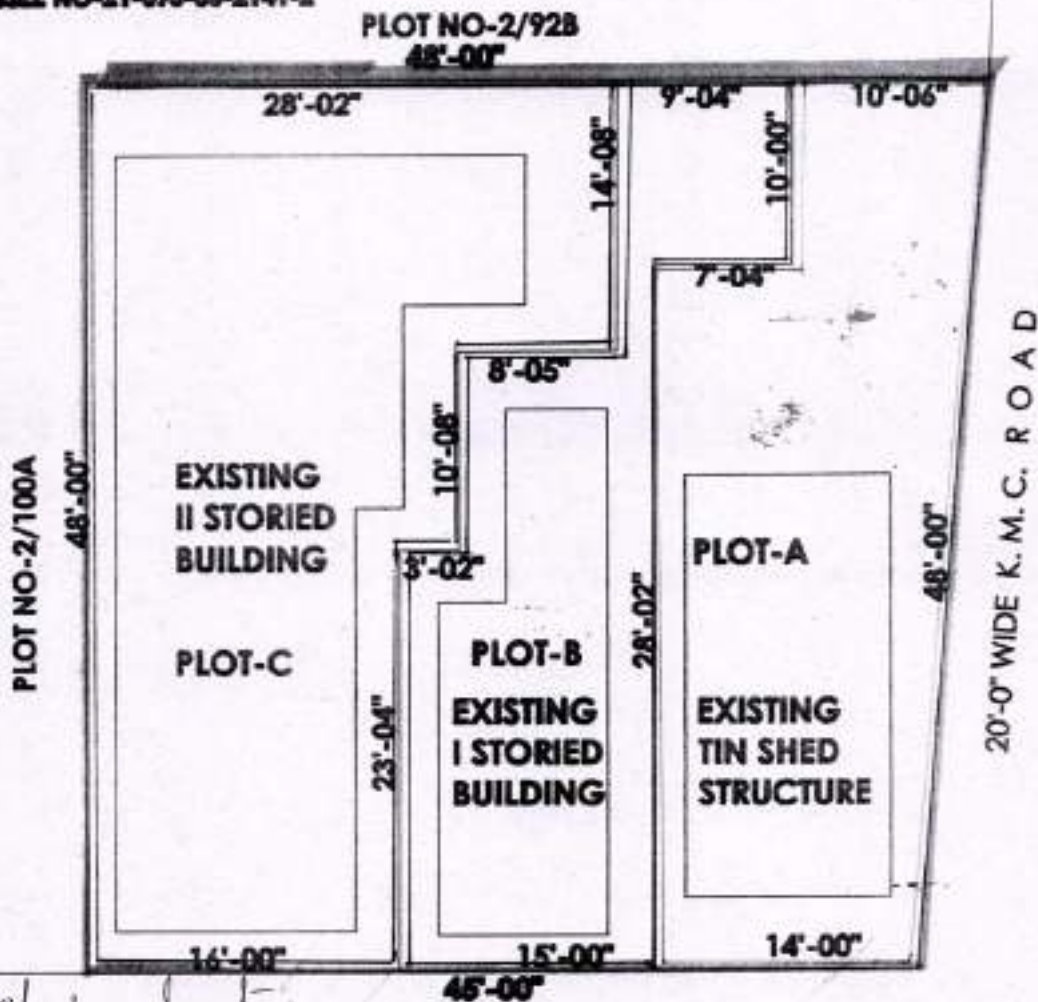 PLOT NO-2/92B
48'-00"
28'-02"
9'-04"
10'-06"
14'-08"
10'-00"
7'-04"
8'-05"
10'-08"
3'-02"
PLOT NO-2/100A
48'-00"
EXISTING
II STORIED
BUILDING
PLOT-C
23'-04"
PLOT-B
EXISTING
I STORIED
BUILDING
28'-02"
PLOT-A
EXISTING
TIN SHED
STRUCTURE
48'-00"
20'-0" WIDE K.M.C. ROAD
16'-00"
15'-00"
14'-00"
45'-00"